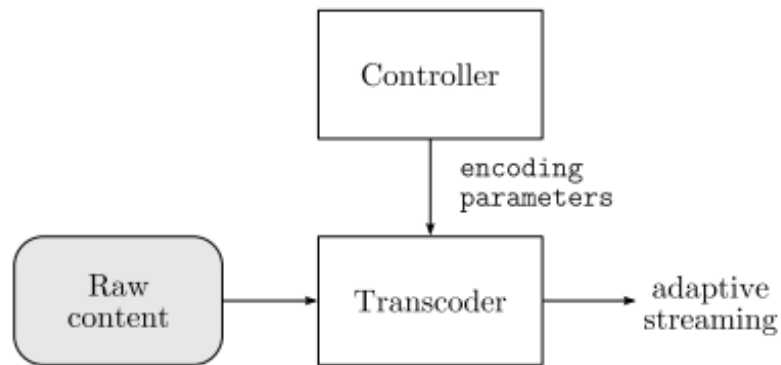 Controller
encoding
parameters
Raw
content
Transcoder
adaptive
streaming